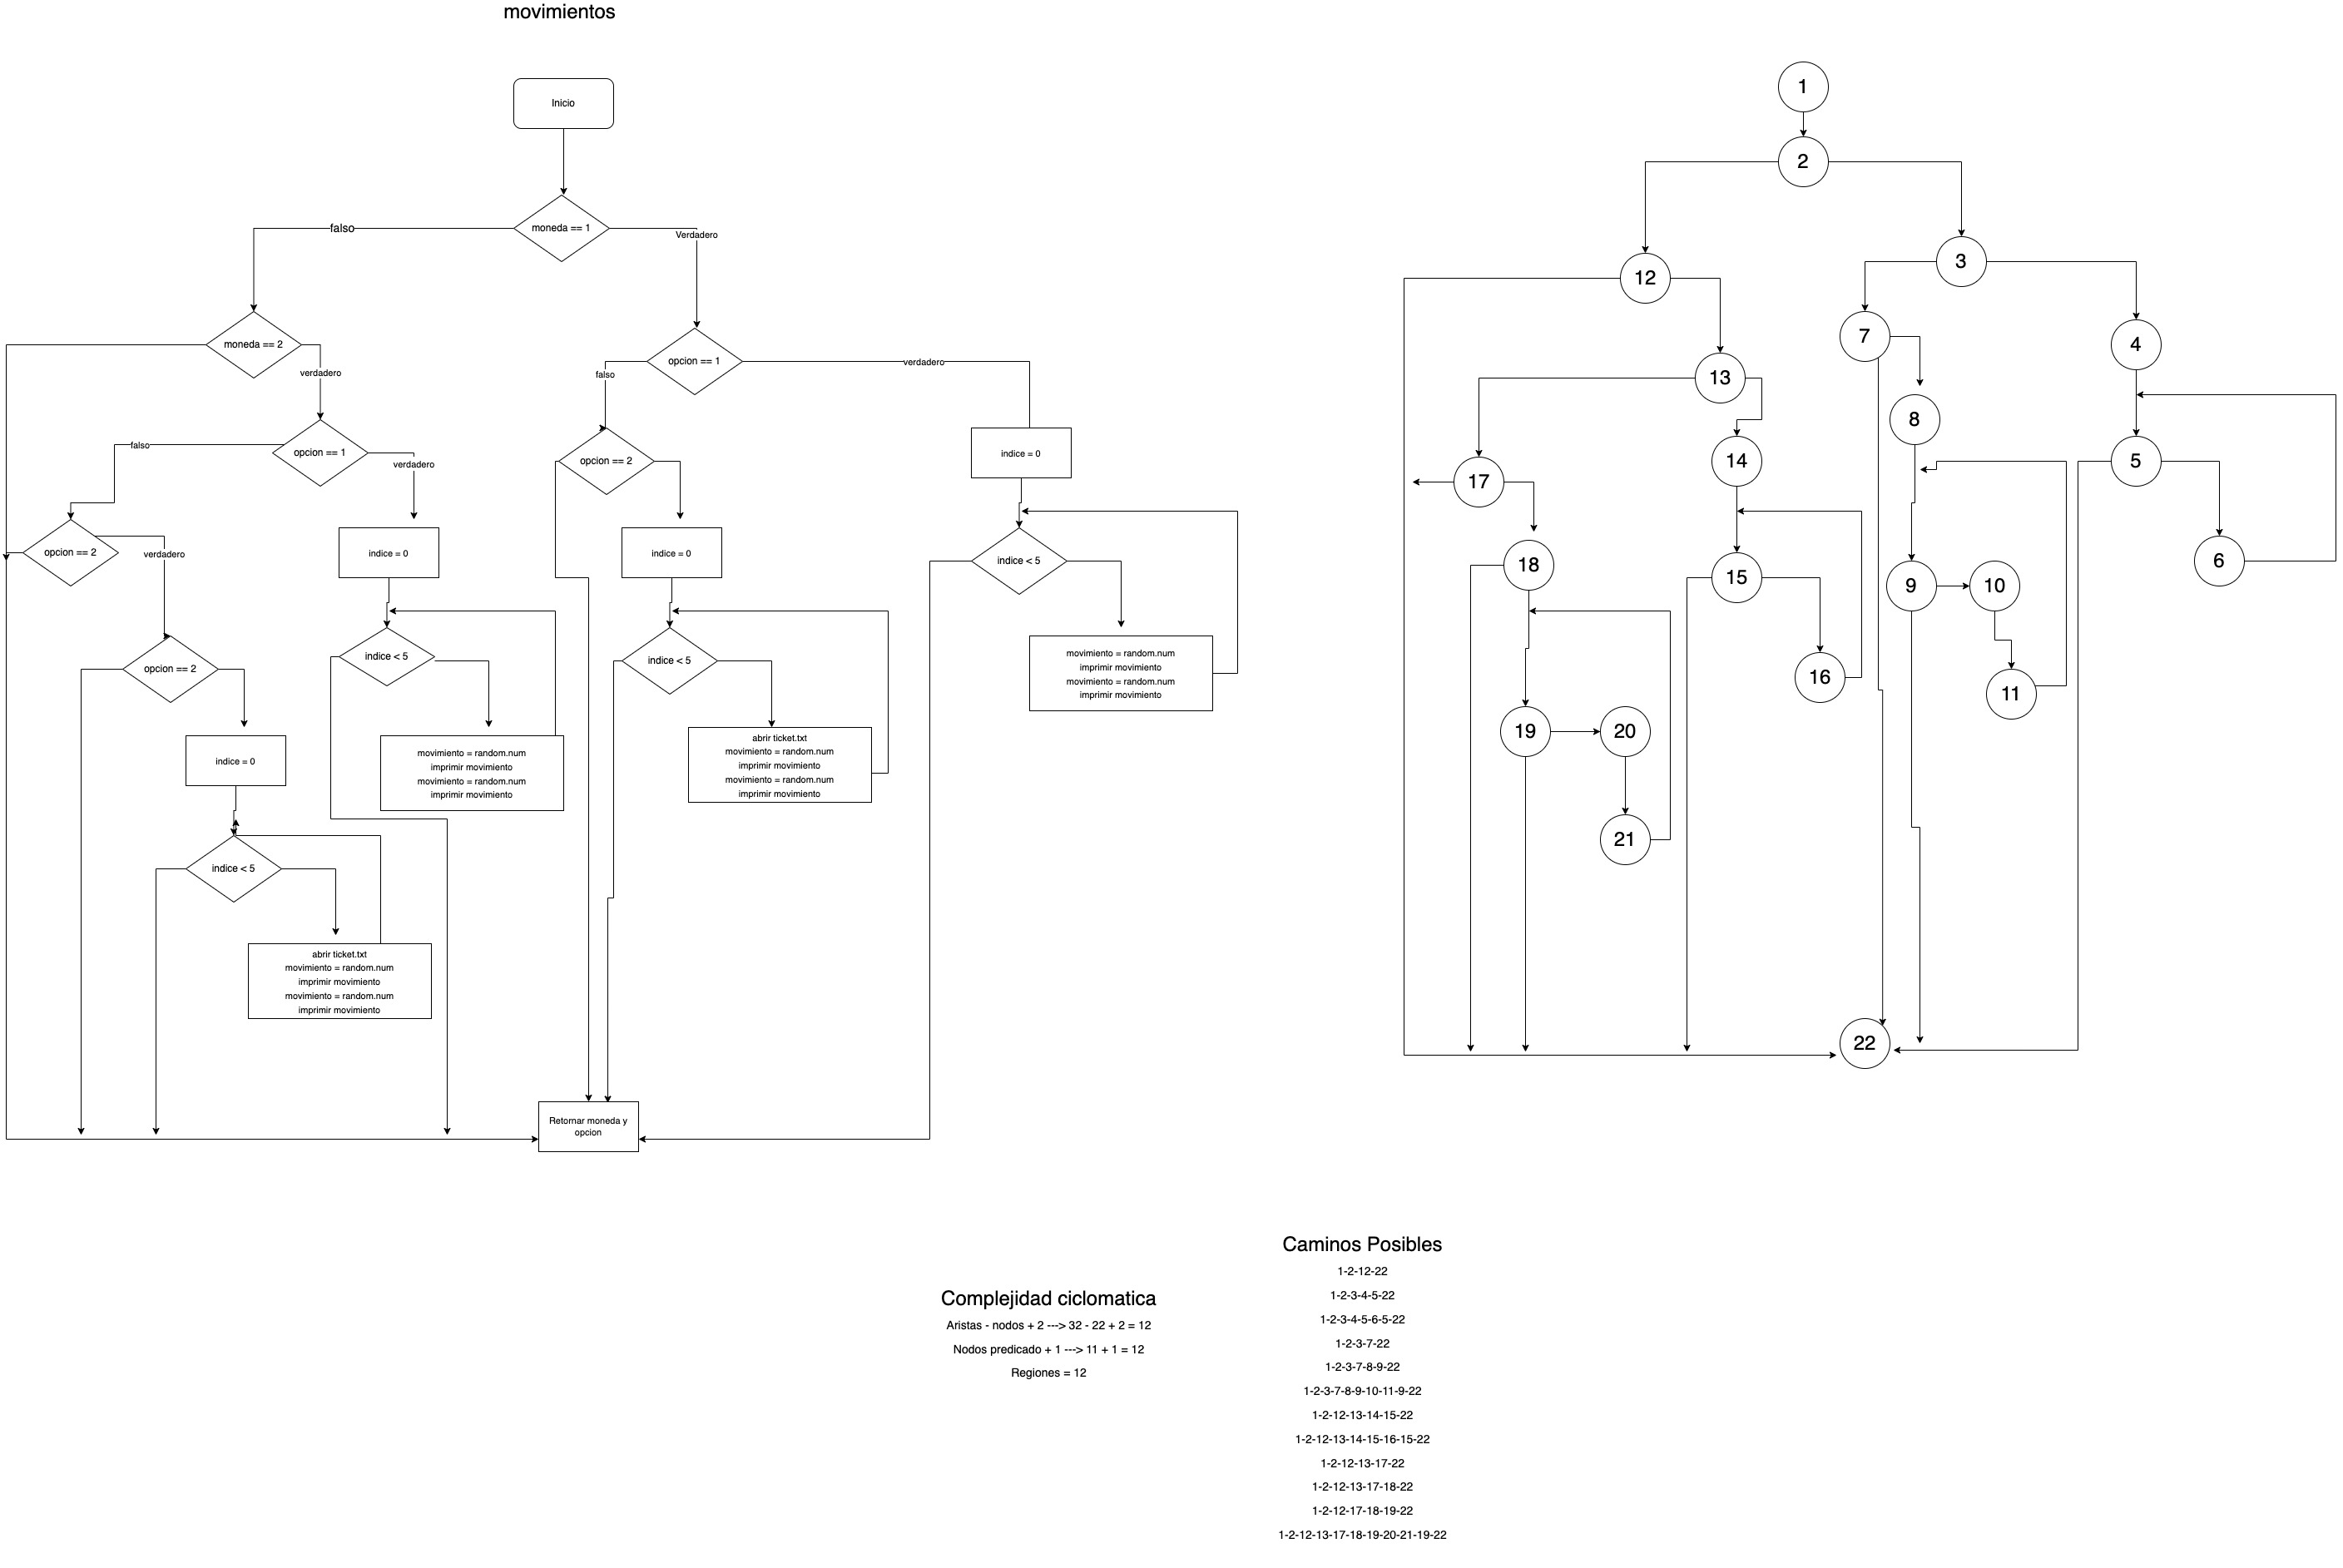 movimientos
Inicio
moneda == 1
falso
Verdadero
moneda == 2
verdadero
opcion == 1
falso
verdadero
opcion == 1
falso
verdadero
opcion == 2
verdadero
opcion == 2
indice = 0
indice < 5
abrir ticket.txt
movimiento = random.num
imprimir movimiento
movimiento = random.num
imprimir movimiento
indice = 0
indice < 5
movimiento = random.num
imprimir movimiento
movimiento = random.num
imprimir movimiento
opcion == 2
indice = 0
indice < 5
abrir ticket.txt
movimiento = random.num
imprimir movimiento
movimiento = random.num
imprimir movimiento
indice = 0
indice < 5
movimiento = random.num
imprimir movimiento
movimiento = random.num
imprimir movimiento
Retornar moneda y
opcion
1
2
3
12
7
4
13
8
14
5
17
6
18
15
9
10
16
11
19
20
21
22
Complejidad ciclomatica
Aristas - nodos + 2 ---> 32 - 22 + 2 = 12
Nodos predicado + 1 ---> 11 + 1 = 12
Regiones = 12
Caminos Posibles
1-2-12-22
1-2-3-4-5-22
1-2-3-4-5-6-5-22
1-2-3-7-22
1-2-3-7-8-9-22
1-2-3-7-8-9-10-11-9-22
1-2-12-13-14-15-22
1-2-12-13-14-15-16-15-22
1-2-12-13-17-22
1-2-12-13-17-18-22
1-2-12-17-18-19-22
1-2-12-13-17-18-19-20-21-19-22